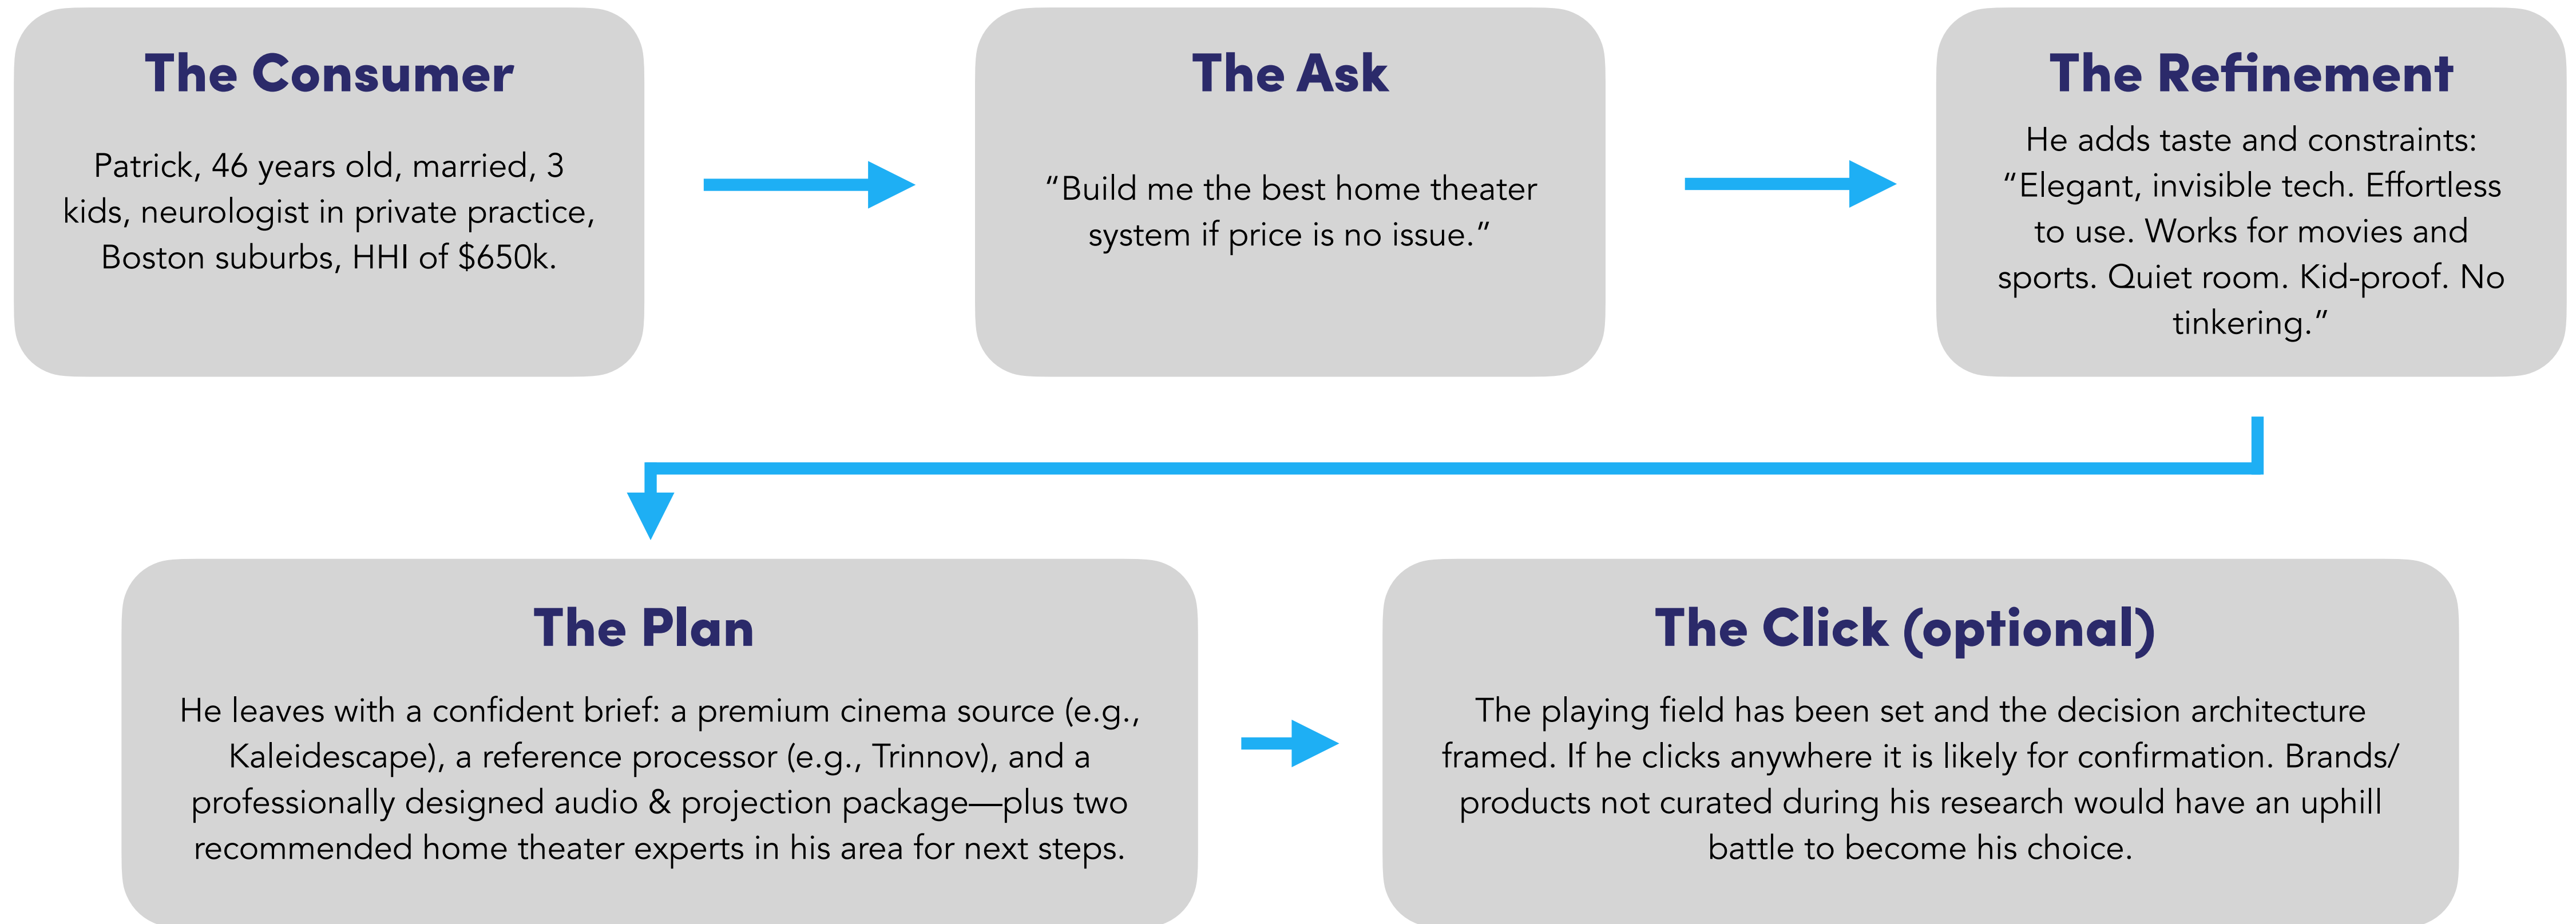 The Consumer
Patrick, 46 years old, married, 3
kids, neurologist in private practice,
Boston suburbs, HHI of $650k.
The Ask
“Build me the best home theater
system if price is no issue.”
The Refinement
He adds taste and constraints:
“Elegant, invisible tech. Effortless
to use. Works for movies and
sports. Quiet room. Kid-proof. No
tinkering.”
The Plan
He leaves with a confident brief: a premium cinema source (e.g.,
Kaleidescape), a reference processor (e.g., Trinnov), and a
professionally designed audio & projection package—plus two
recommended home theater experts in his area for next steps.
The Click (optional)
The playing field has been set and the decision architecture
framed. If he clicks anywhere it is likely for confirmation. Brands/
products not curated during his research would have an uphill
battle to become his choice.